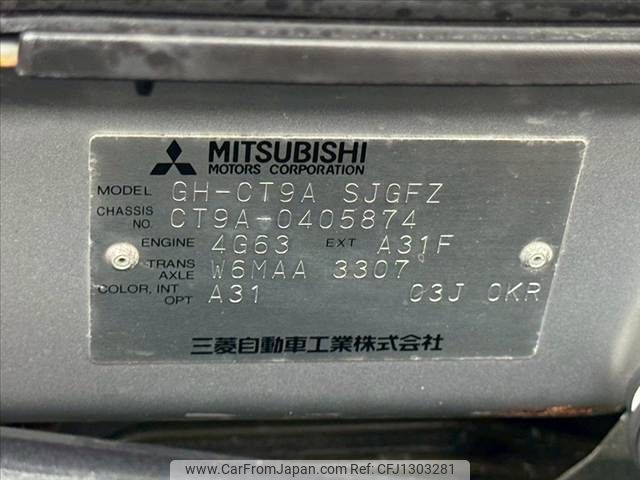 MITSUBISHI
MOTORS CORPORATION
MODEL GH-CT9A SJGFZ
CHASSIS NO. CT9A-0405874
ENGINE 4G63 EXT A31F
TRANS AXLE W6MAA 3307
COLOR, INT OPT A31 03J 0KR
三菱自動車工業株式会社
www.CarFromJapan.com - CFJ1303281